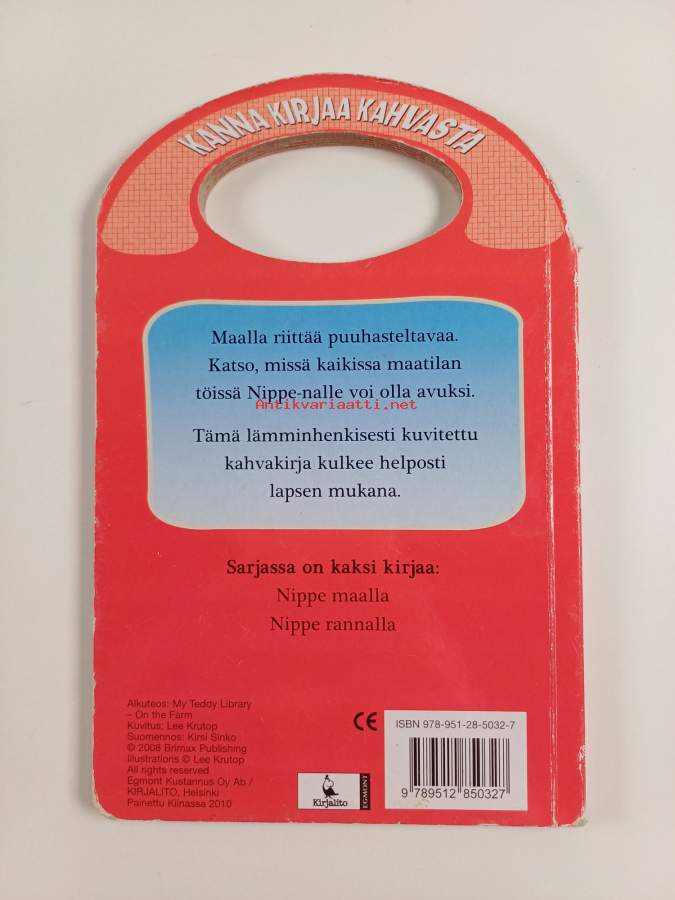 KANNA KIRJAA KAHVASTA
Maalla riittää puuhasteltavaa.
Katso, missä kaikissa maatilan
töissä Nippe-nalle voi olla avuksi.
Antikvariaatti.net
Tämä lämminhenkisesti kuvitettu
kahvakirja kulkee helposti
lapsen mukana.
Sarjassa on kaksi kirjaa:
Nippe maalla
Nippe rannalla
Alkuteos: My Teddy Library
– On the Farm
Kuvitus: Lee Krutop
Suomennos: Kirsi Sinko
© 2008 Brimax Publishing
Illustrations © Lee Krutop
All rights reserved
Egmont Kustannus Oy Ab /
KIRJALITO, Helsinki
Painettu Kiinassa 2010
Kirjalito
EGMONT
CE
ISBN 978-951-28-5032-7
9 789512 850327